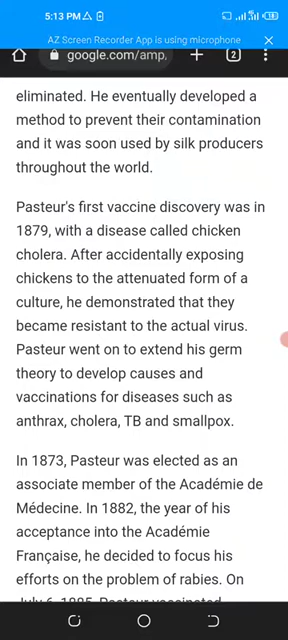 5:13 PM
AZ Screen Recorder App is using microphone
google.com/amp,
2
eliminated. He eventually developed a
method to prevent their contamination
and it was soon used by silk producers
throughout the world.
Pasteur's first vaccine discovery was in
1879, with a disease called chicken
cholera. After accidentally exposing
chickens to the attenuated form of a
culture, he demonstrated that they
became resistant to the actual virus.
Pasteur went on to extend his germ
theory to develop causes and
vaccinations for diseases such as
anthrax, cholera, TB and smallpox.
In 1873, Pasteur was elected as an
associate member of the Académie de
Médecine. In 1882, the year of his
acceptance into the Académie
Française, he decided to focus his
efforts on the problem of rabies. On
July 6, 1885, Pasteur vaccinated